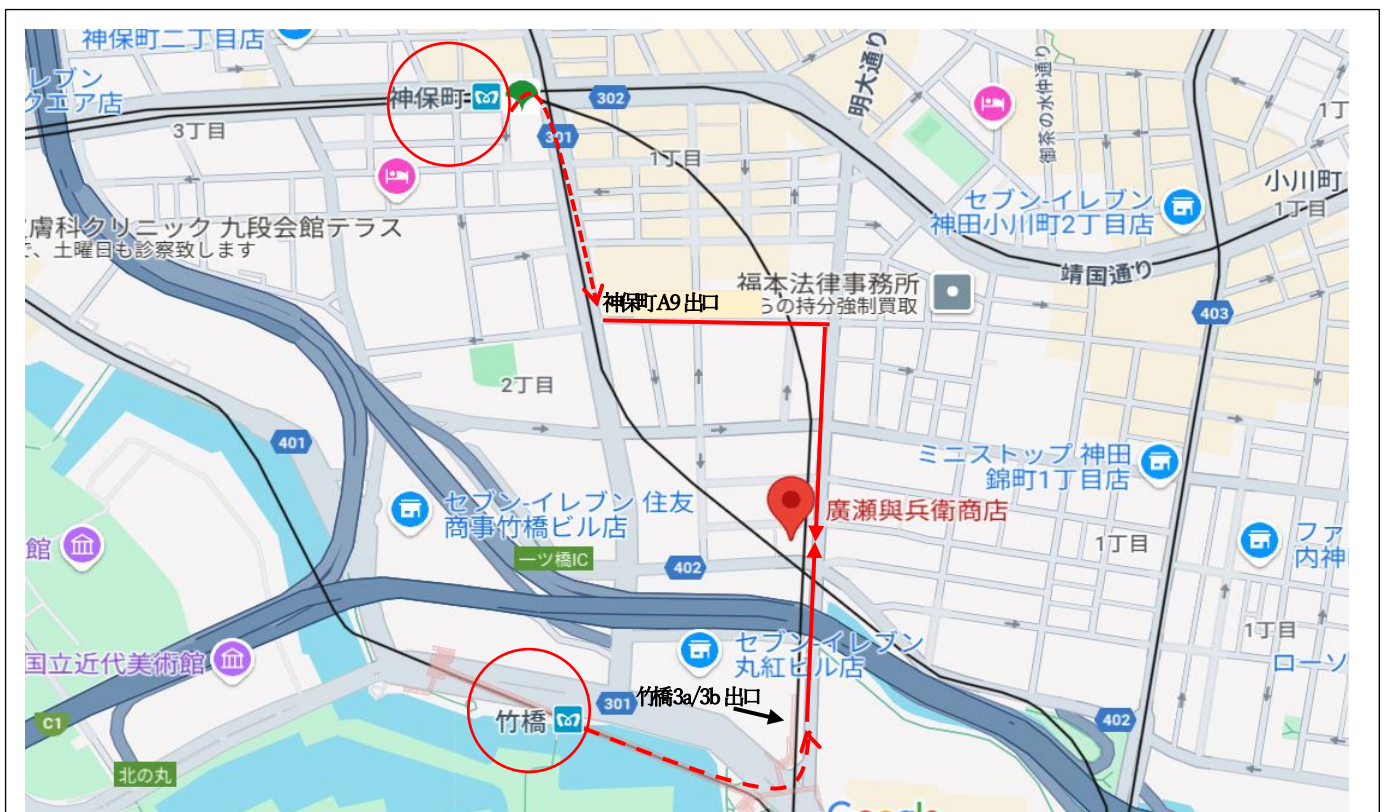 神保町二丁目店
レブン
クエア店
神保町
302
301
3丁目
1丁目
明大通り
御茶の水仲通り
1丁
小川町
1丁目
セブン-イレブン
神田小川町2丁目店
膚科クリニック 九段会館テラス
で、土曜日も診察致します
靖国通り
福本法律事務所
らの持分強制買取
神保町 A9 出口
403
2丁目
401
ミニストップ 神田
錦町1丁目店
セブン-イレブン 住友
商事竹橋ビル店
廣瀬與兵衛商店
館
一ツ橋IC
402
1丁目
ファ
内神
セブン-イレブン
丸紅ビル店
1丁目
国立近代美術館
ローソ
竹橋
301
竹橋3a/3b 出口
C1
402
北の丸
Google